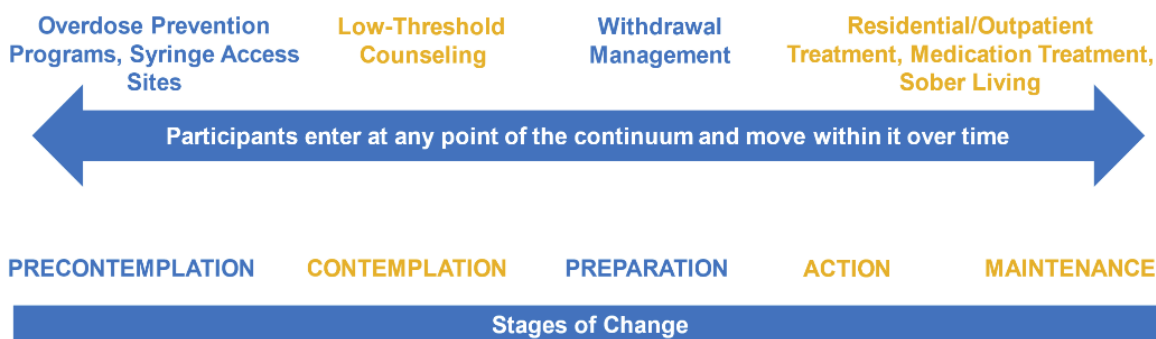 Overdose Prevention
Programs, Syringe Access
Sites
Low-Threshold
Counseling
Withdrawal
Management
Residential/Outpatient
Treatment, Medication Treatment,
Sober Living
Participants enter at any point of the continuum and move within it over time
PRECONTEMPLATION
CONTEMPLATION
PREPARATION
ACTION
MAINTENANCE
Stages of Change